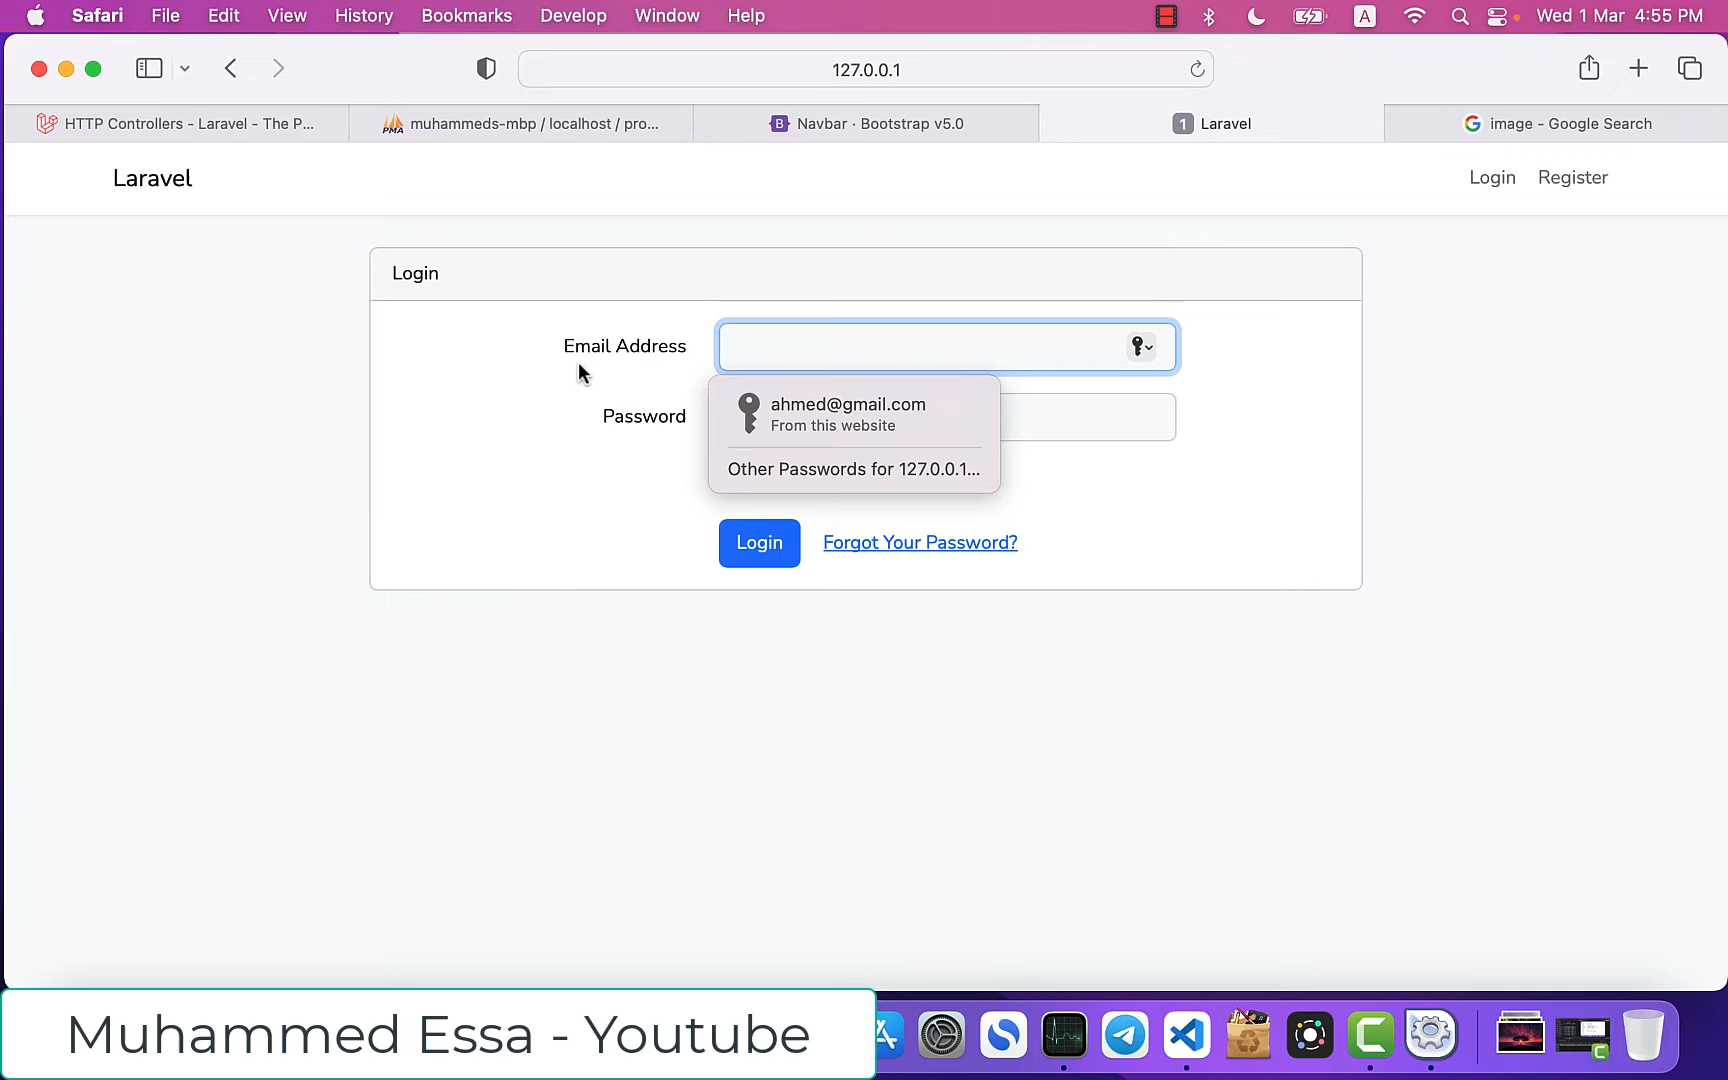 Safari File Edit View History Bookmarks Develop Window Help A Wed 1 Mar 4:55 PM
127.0.0.1
HTTP Controllers - Laravel - The P...
PMA muhammeds-mbp / localhost / pro...
B Navbar · Bootstrap v5.0
1 Laravel
G image - Google Search
Laravel Login Register
Login
Email Address
ahmed@gmail.com
Password
From this website
Other Passwords for 127.0.0.1...
Login Forgot Your Password?
Muhammed Essa - Youtube